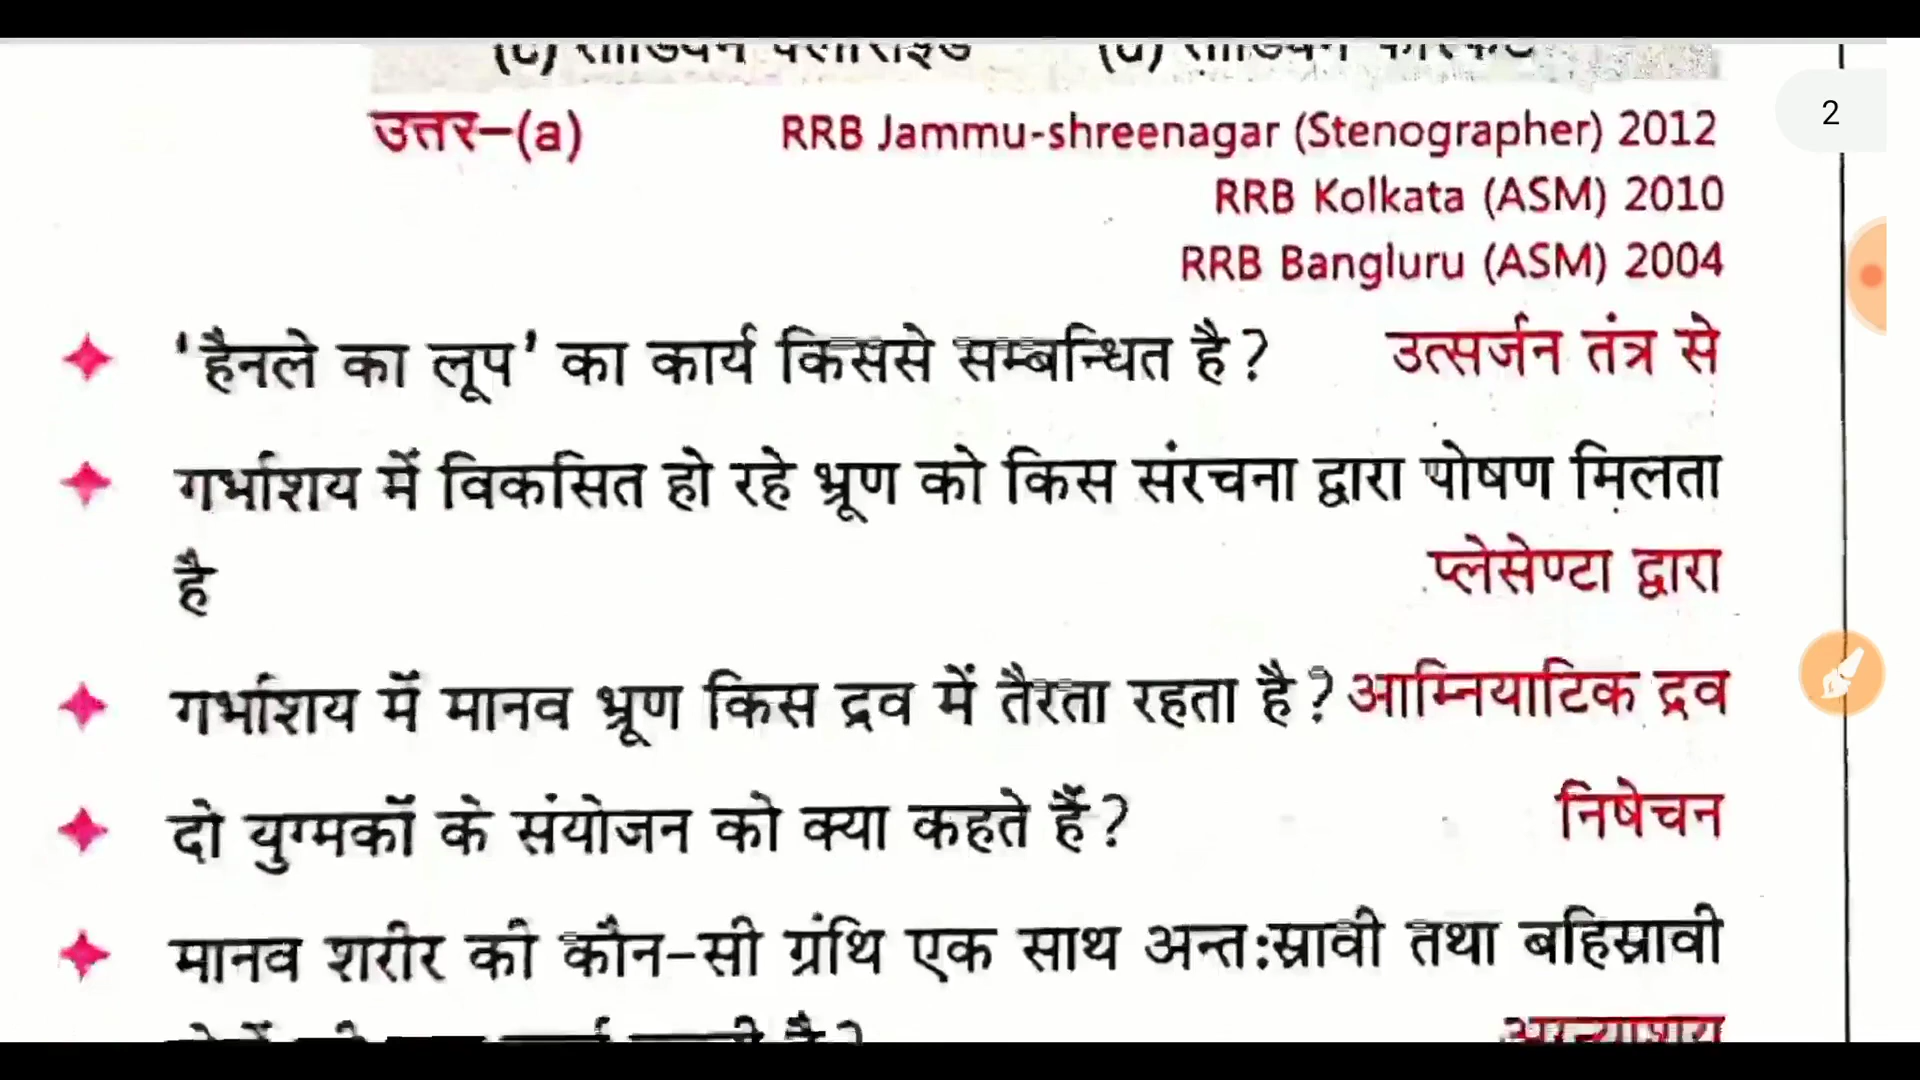 (c) सोडियम क्लोराइड (d)
उत्तर–(a) RRB Jammu-shreenagar (Stenographer) 2012
2
RRB Kolkata (ASM) 2010
RRB Bangluru (ASM) 2004
'हैनले का लूप' का कार्य किससे सम्बन्धित है? उत्सर्जन तंत्र से
गर्भाशय में विकसित हो रहे भ्रूण को किस संरचना द्वारा पोषण मिलता
है प्लेसेण्टा द्वारा
गर्भाशय में मानव भ्रूण किस द्रव में तैरता रहता है? आम्नियाटिक द्रव
दो युग्मकों के संयोजन को क्या कहते हैं? निषेचन
मानव शरीर की कौन-सी ग्रंथि एक साथ अन्त:स्रावी तथा बहिस्रावी